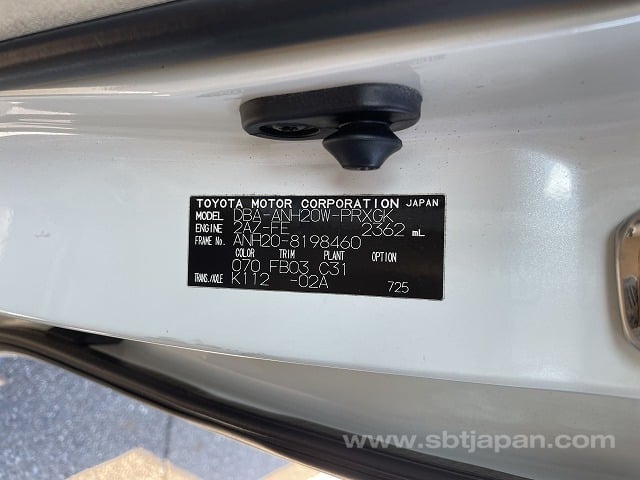 TOYOTA MOTOR CORPORATION JAPAN
MODEL DBA-ANH20W-PRXGK
ENGINE 2AZ-FE 2362 mL
FRAME No. ANH20-8198460
COLOR TRIM PLANT OPTION
070 FB03 C31
TRANS./AXLE K112 -02A 725
www.sbtjapan.com